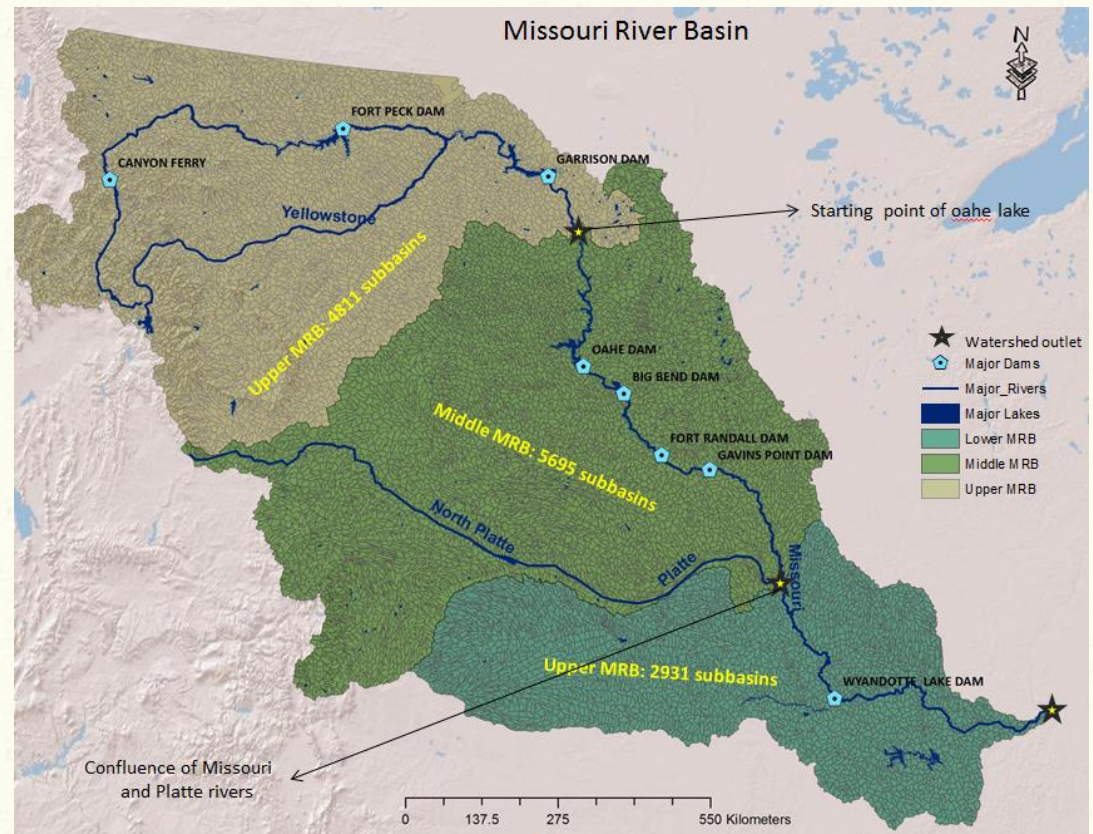 Missouri River Basin
N
FORT PECK DAM
CANYON FERRY
GARRISON DAM
Yellowstone
Starting point of oahe lake
Upper MRB: 4811 subbasins
OAHE DAM
BIG BEND DAM
Middle MRB: 5695 subbasins
FORT RANDALL DAM
GAVINS POINT DAM
North Platte
Platte
Missouri
Upper MRB: 2931 subbasins
WYANDOTTE LAKE DAM
Confluence of Missouri
and Platte rivers
Watershed outlet
Major Dams
Major_Rivers
Major Lakes
Lower MRB
Middle MRB
Upper MRB
0 137.5 275 550 Kilometers